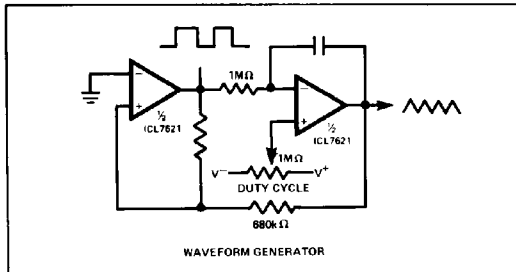 1MΩ
−
+
½
ICL7621
−
+
½
ICL7621
1MΩ
V−
V+
DUTY CYCLE
680kΩ
WAVEFORM GENERATOR